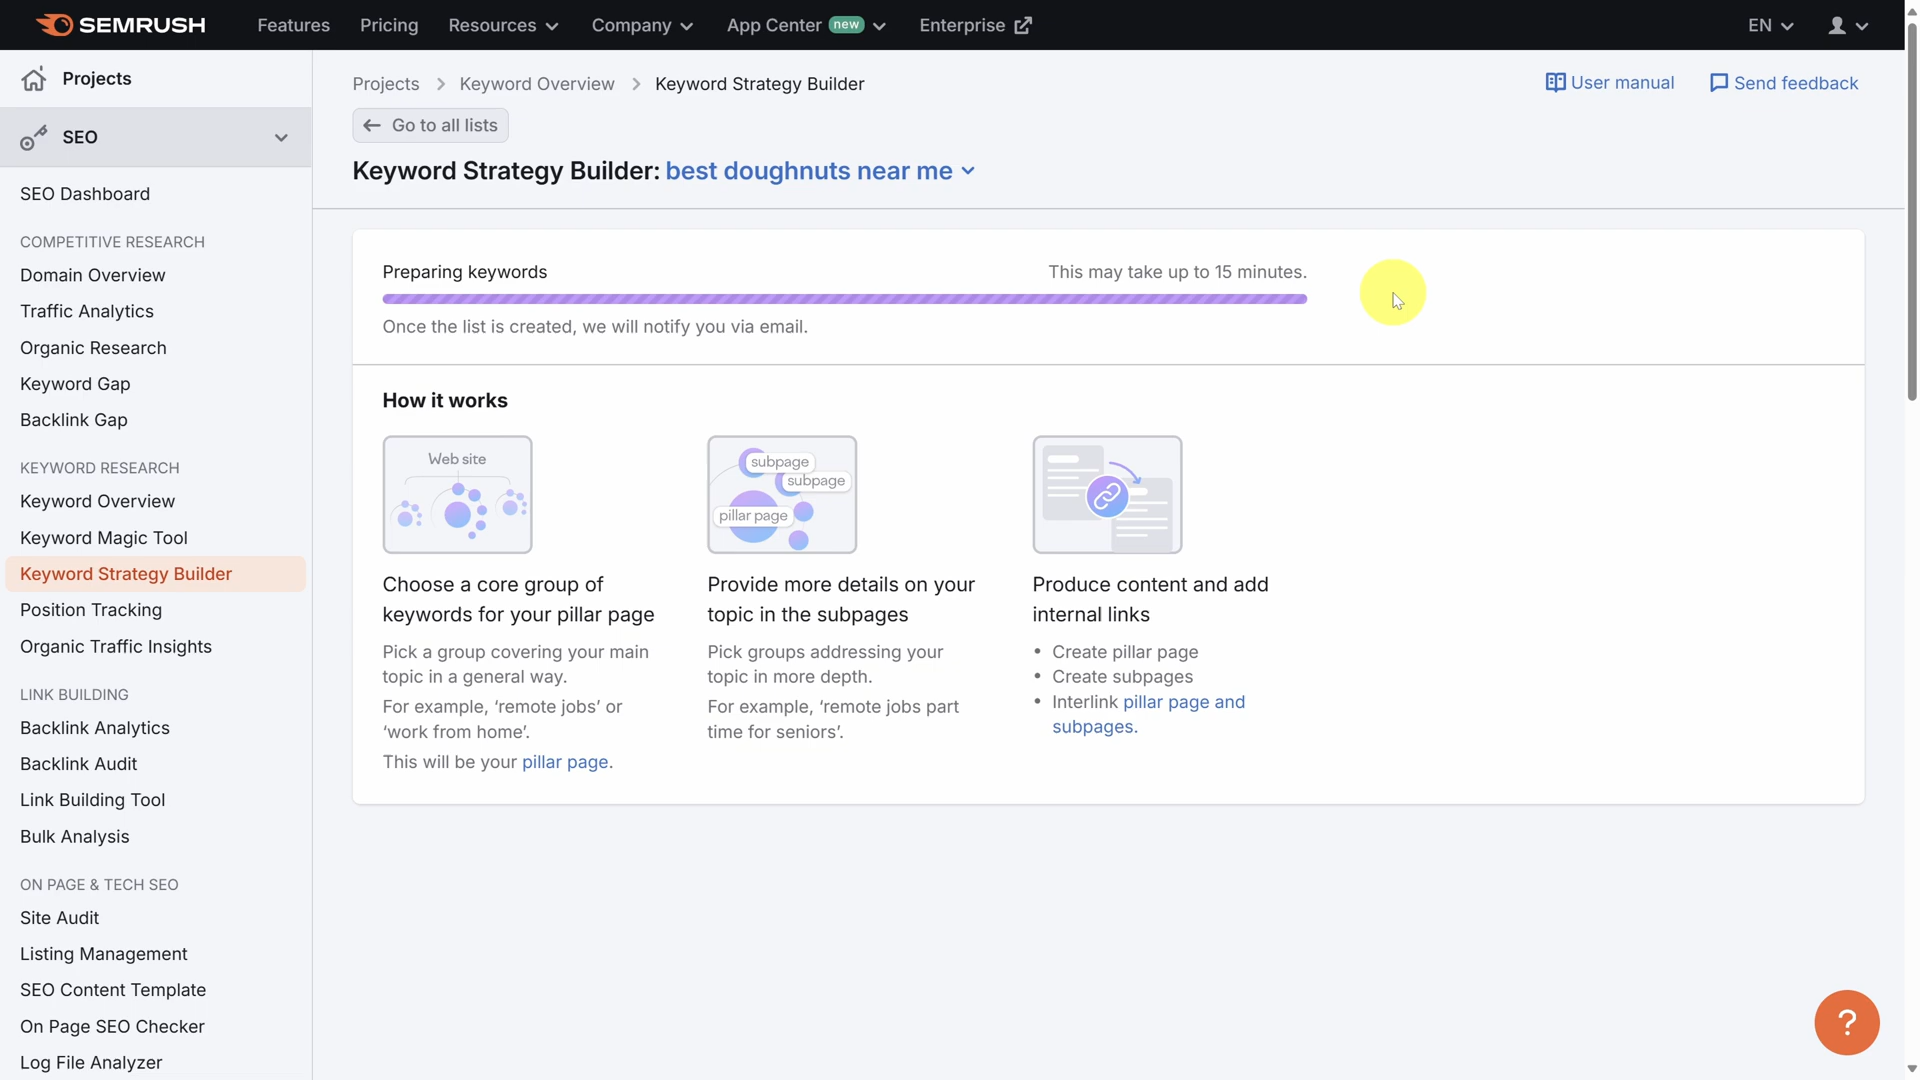 SEMRUSH
Features
Pricing
Resources
Company
App Center new
Enterprise
EN
Projects
SEO
SEO Dashboard
COMPETITIVE RESEARCH
Domain Overview
Traffic Analytics
Organic Research
Keyword Gap
Backlink Gap
KEYWORD RESEARCH
Keyword Overview
Keyword Magic Tool
Keyword Strategy Builder
Position Tracking
Organic Traffic Insights
LINK BUILDING
Backlink Analytics
Backlink Audit
Link Building Tool
Bulk Analysis
ON PAGE & TECH SEO
Site Audit
Listing Management
SEO Content Template
On Page SEO Checker
Log File Analyzer
Projects > Keyword Overview > Keyword Strategy Builder
User manual
Send feedback
Go to all lists
Keyword Strategy Builder: best doughnuts near me
Preparing keywords
This may take up to 15 minutes.
Once the list is created, we will notify you via email.
How it works
Web site
Choose a core group of
keywords for your pillar page
Pick a group covering your main
topic in a general way.
For example, ‘remote jobs’ or
‘work from home’.
This will be your pillar page.
subpage
subpage
pillar page
Provide more details on your
topic in the subpages
Pick groups addressing your
topic in more depth.
For example, ‘remote jobs part
time for seniors’.
Produce content and add
internal links
• Create pillar page
• Create subpages
• Interlink pillar page and
subpages.
?